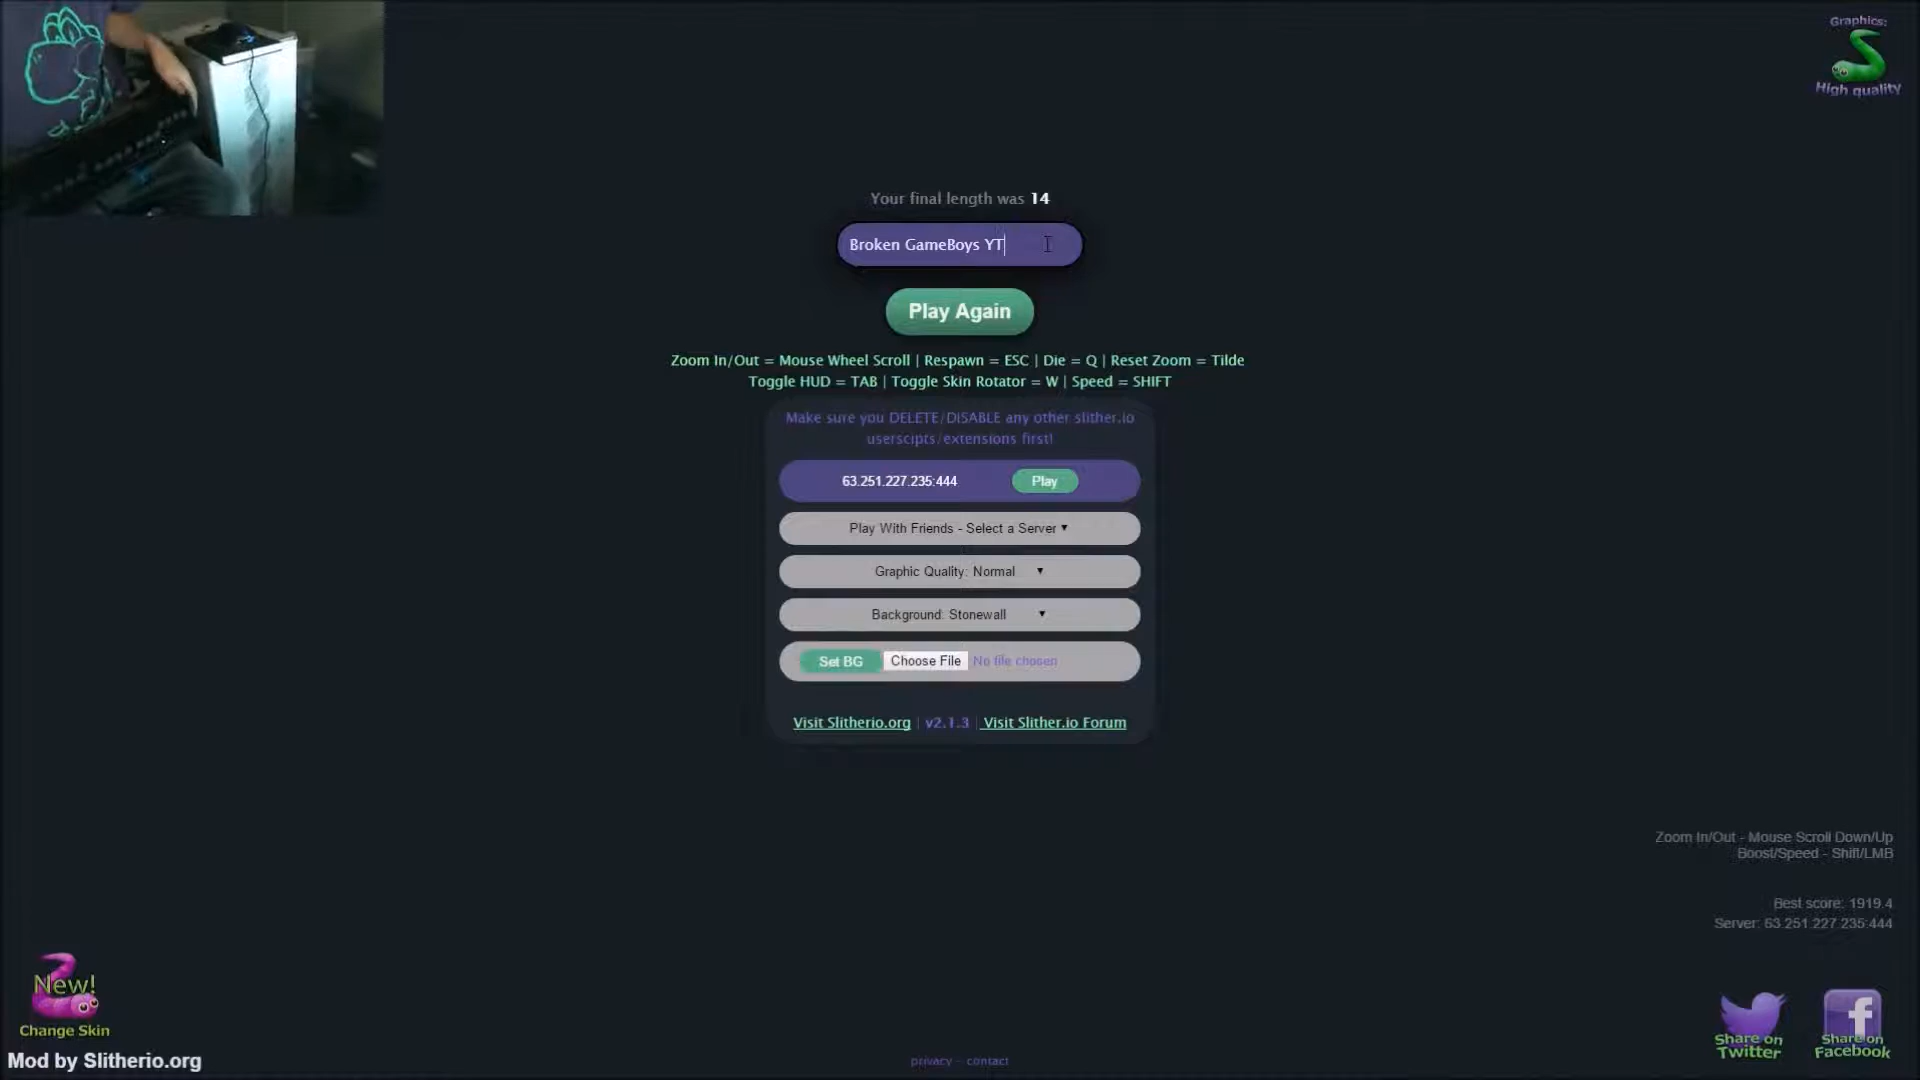 Graphics:
High quality
Your final length was 14
Broken GameBoys YT
Play Again
Zoom In/Out = Mouse Wheel Scroll | Respawn = ESC | Die = Q | Reset Zoom = Tilde
Toggle HUD = TAB | Toggle Skin Rotator = W | Speed = SHIFT
Make sure you DELETE/DISABLE any other slither.io
userscipts/extensions first!
63.251.227.235:444 Play
Play With Friends - Select a Server
Graphic Quality: Normal
Background: Stonewall
Set BG Choose File No file chosen
Visit Slitherio.org | v2.1.3 | Visit Slither.io Forum
Zoom In/Out - Mouse Scroll Down/Up
Boost/Speed - Shift/LMB
Best score: 1919.4
Server: 63.251.227.235:444
New!
Change Skin
Share on
Twitter
Share on
Facebook
Mod by Slitherio.org
privacy - contact